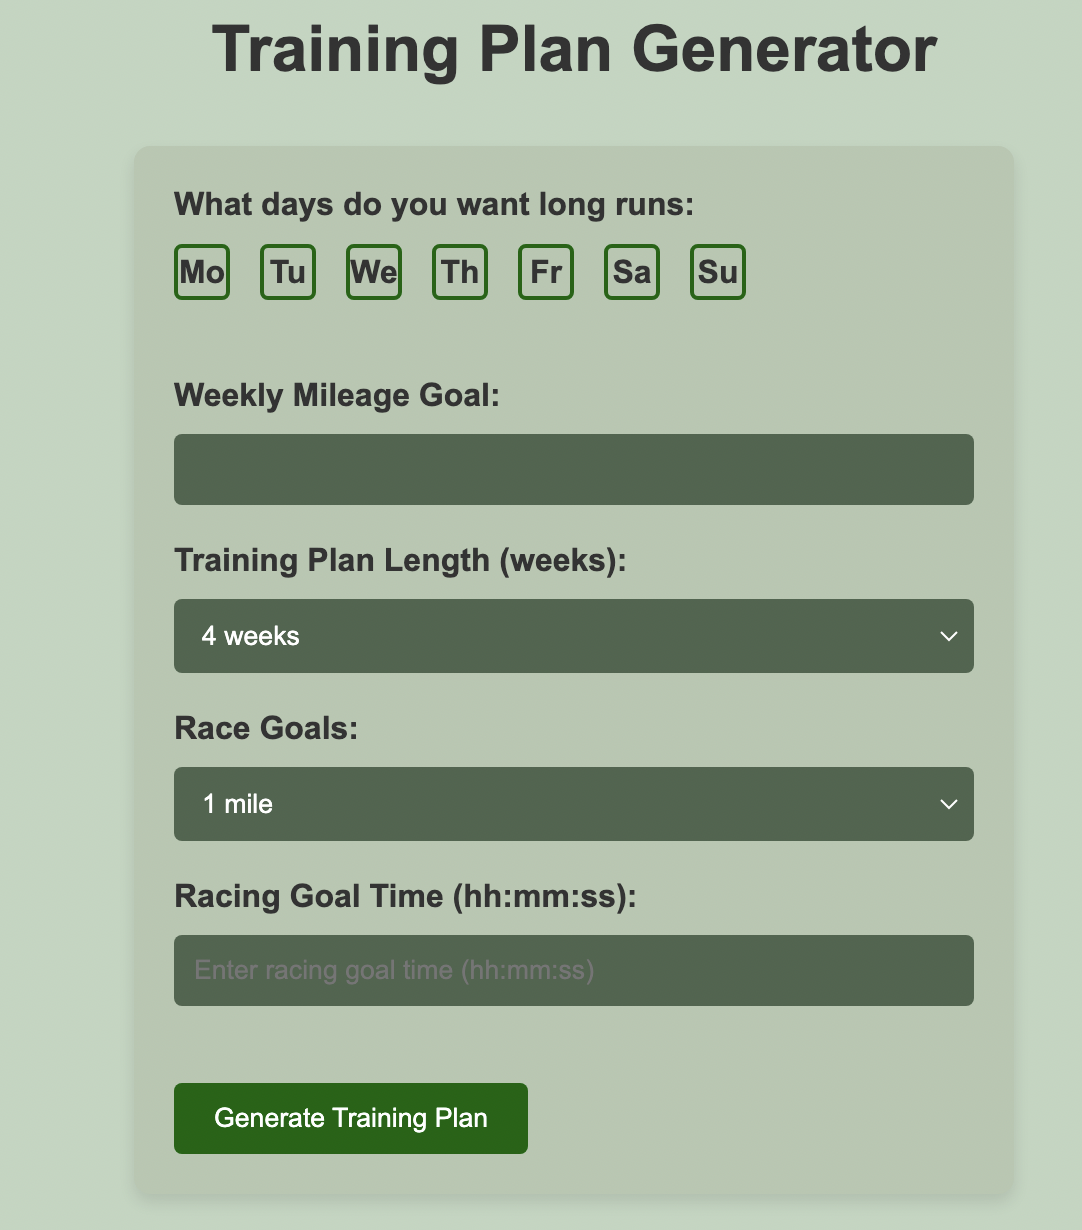 Training Plan Generator
What days do you want long runs:
Mo Tu We Th Fr Sa Su
Weekly Mileage Goal:
Training Plan Length (weeks):
4 weeks
Race Goals:
1 mile
Racing Goal Time (hh:mm:ss):
Enter racing goal time (hh:mm:ss)
Generate Training Plan